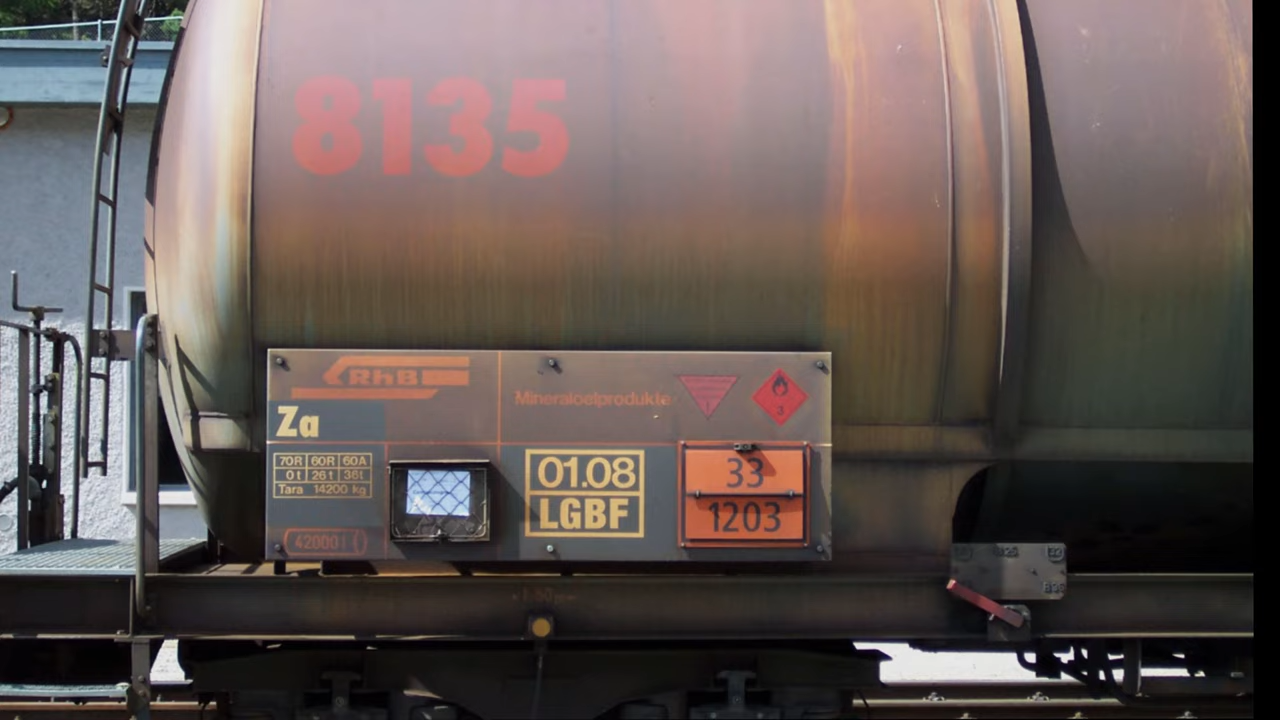 8135
RhB
Mineraloelprodukte
3
Za
70R 60R 60A
0t 26t 36t
Tara 14200 kg
42000 l
01.08
LGBF
33
1203